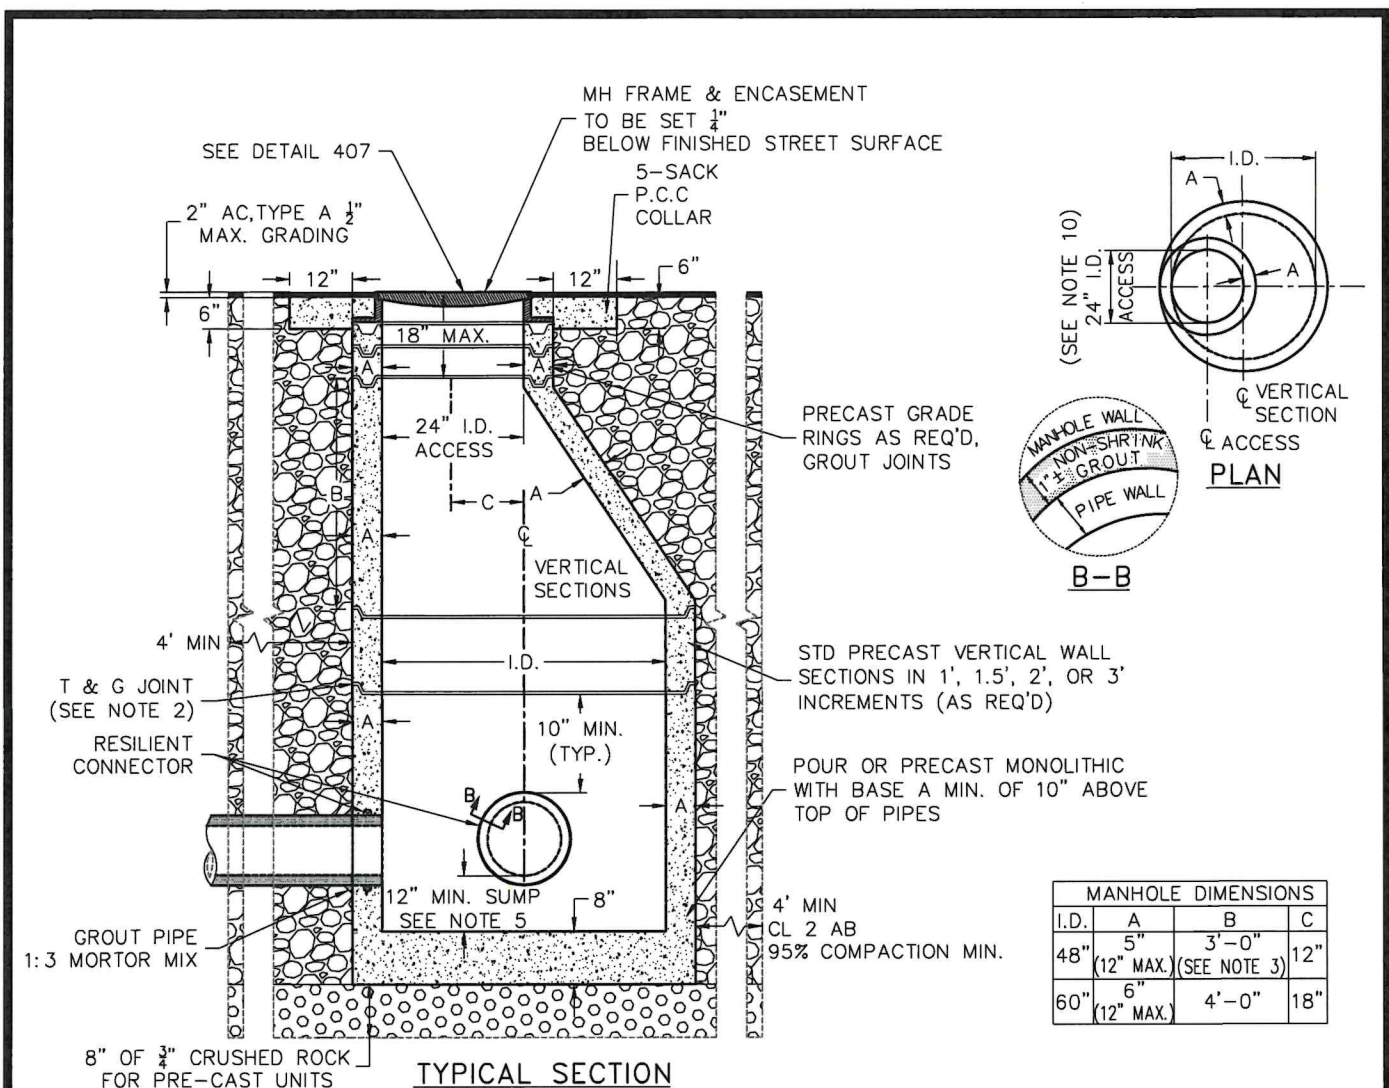 MH FRAME & ENCASEMENT
TO BE SET 1/4"
BELOW FINISHED STREET SURFACE
SEE DETAIL 407
5-SACK
P.C.C
COLLAR
2" AC, TYPE A 1/2"
MAX. GRADING
12"
12"
6"
6"
18" MAX.
A
A
24" I.D.
ACCESS
B
C
A
A
℄
VERTICAL
SECTIONS
PRECAST GRADE
RINGS AS REQ'D,
GROUT JOINTS
4' MIN
I.D.
STD PRECAST VERTICAL WALL
SECTIONS IN 1', 1.5', 2', OR 3'
INCREMENTS (AS REQ'D)
T & G JOINT
(SEE NOTE 2)
A
10" MIN.
(TYP.)
RESILIENT
CONNECTOR
B
B
A
POUR OR PRECAST MONOLITHIC
WITH BASE A MIN. OF 10" ABOVE
TOP OF PIPES
12" MIN. SUMP
SEE NOTE 5
8"
4' MIN
CL 2 AB
95% COMPACTION MIN.
GROUT PIPE
1:3 MORTOR MIX
8" OF 3/4" CRUSHED ROCK
FOR PRE-CAST UNITS
TYPICAL SECTION
I.D.
A
A
(SEE NOTE 10)
24" I.D.
ACCESS
℄ VERTICAL
SECTION
℄ ACCESS
PLAN
MANHOLE WALL
NON-SHRINK
1"± GROUT
PIPE WALL
B-B
MANHOLE DIMENSIONS
I.D. A B C
48" 5" (12" MAX.) 3'-0" (SEE NOTE 3) 12"
60" 6" (12" MAX.) 4'-0" 18"